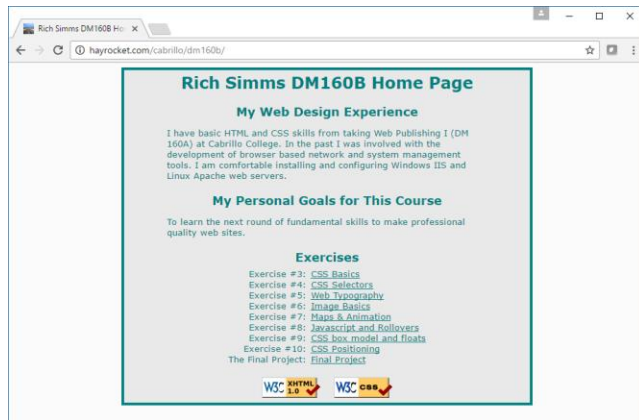 Rich Simms DM160B Ho
hayrocket.com/cabrillo/dm160b/
Rich Simms DM160B Home Page
My Web Design Experience
I have basic HTML and CSS skills from taking Web Publishing I (DM
160A) at Cabrillo College. In the past I was involved with the
development of browser based network and system management
tools. I am comfortable installing and configuring Windows IIS and
Linux Apache web servers.
My Personal Goals for This Course
To learn the next round of fundamental skills to make professional
quality web sites.
Exercises
Exercise #3: CSS Basics
Exercise #4: CSS Selectors
Exercise #5: Web Typography
Exercise #6: Image Basics
Exercise #7: Maps & Animation
Exercise #8: Javascript and Rollovers
Exercise #9: CSS box model and floats
Exercise #10: CSS Positioning
The Final Project: Final Project
W3C XHTML 1.0 W3C CSS